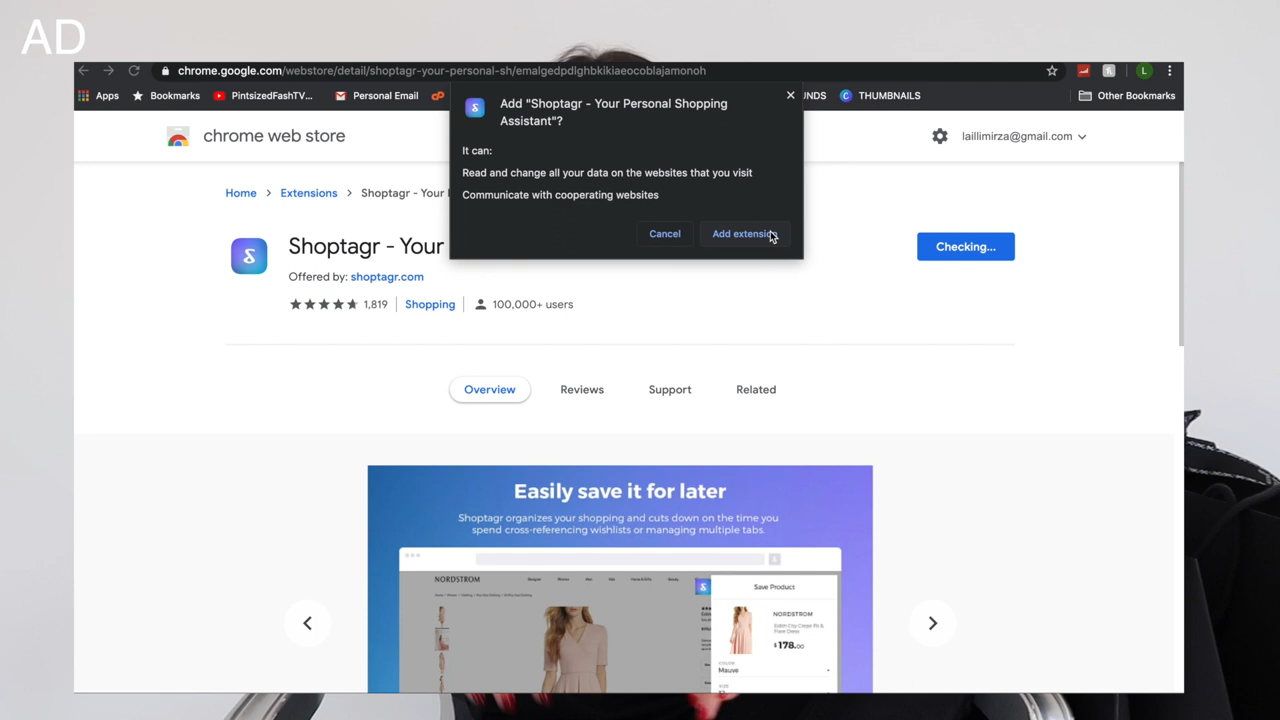 AD
chrome.google.com/webstore/detail/shoptagr-your-personal-sh/emalgedpdlghbkikiaeocoblajamonoh
L
Apps
Bookmarks
PintsizedFashTV...
Personal Email
UNDS
THUMBNAILS
Other Bookmarks
Add "Shoptagr - Your Personal Shopping
Assistant"?
It can:
Read and change all your data on the websites that you visit
Communicate with cooperating websites
Cancel
Add extension
chrome web store
laillimirza@gmail.com
Home
Extensions
Shoptagr - Your
Shoptagr - Your
Checking...
Offered by: shoptagr.com
1,819
Shopping
100,000+ users
Overview
Reviews
Support
Related
Easily save it for later
Shoptagr organizes your shopping and cuts down on the time you
spend cross-referencing wishlists or managing multiple tabs.
NORDSTROM
Save Product
NORDSTROM
$178.00
COLOR
Mauve